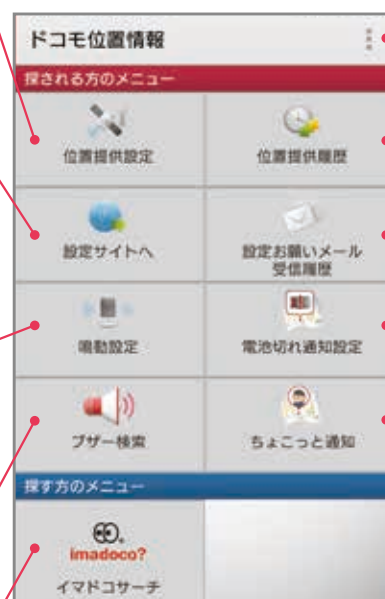 ドコモ位置情報
探される方のメニュー
位置提供設定
位置提供履歴
設定サイトへ
設定お願いメール
受信履歴
鳴動設定
電池切れ通知設定
ブザー検索
ちょこっと通知
探す方のメニュー
imadoco?
イマドコサーチ